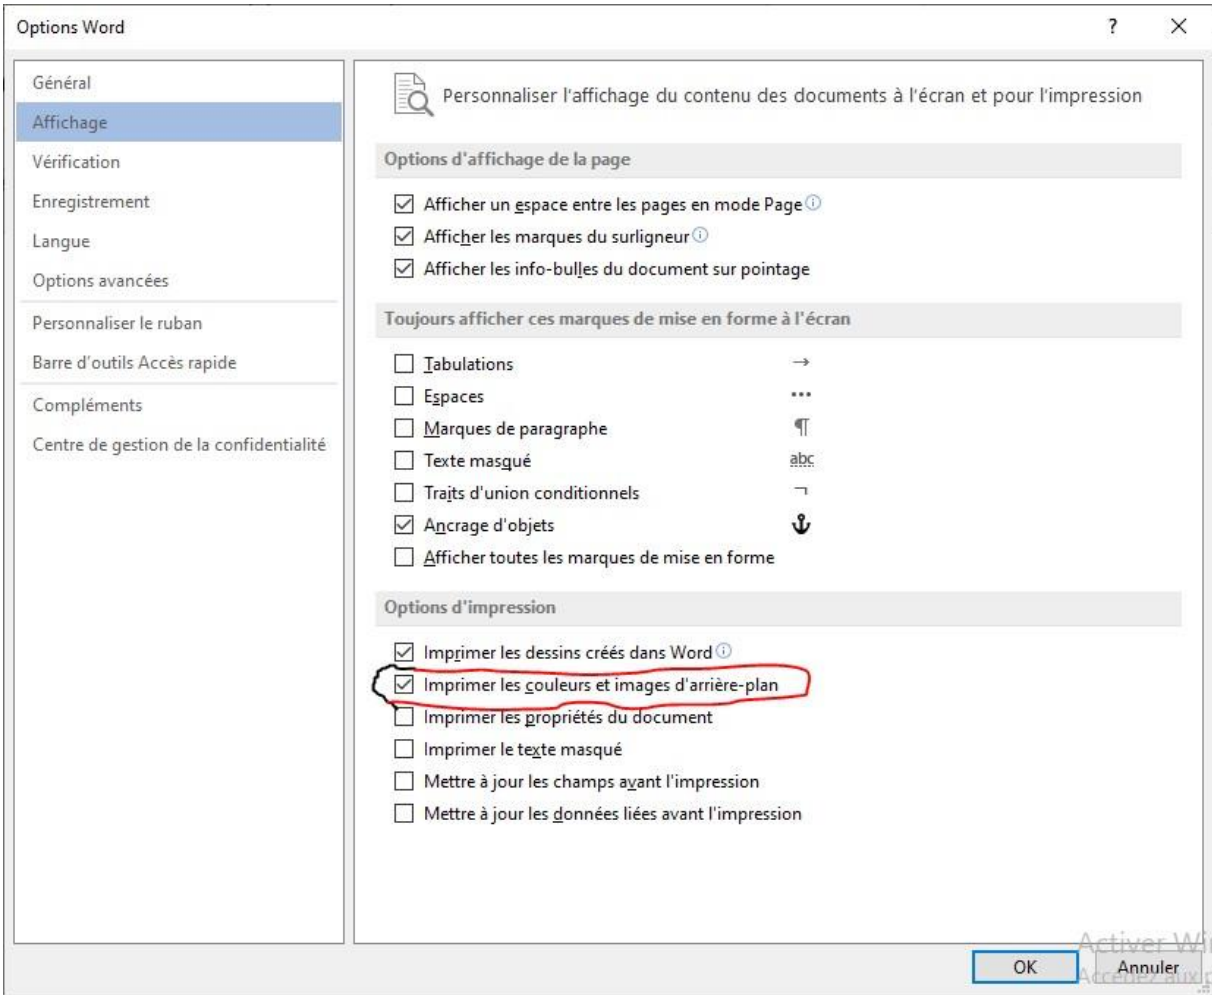 Options Word
?
Général
Affichage
Vérification
Enregistrement
Langue
Options avancées
Personnaliser le ruban
Barre d'outils Accès rapide
Compléments
Centre de gestion de la confidentialité
Personnaliser l'affichage du contenu des documents à l'écran et pour l'impression
Options d'affichage de la page
Afficher un espace entre les pages en mode Page
Afficher les marques du surligneur
Afficher les info-bulles du document sur pointage
Toujours afficher ces marques de mise en forme à l'écran
Tabulations →
Espaces •••
Marques de paragraphe ¶
Texte masqué abc
Traits d'union conditionnels ¬
Ancrage d'objets
Afficher toutes les marques de mise en forme
Options d'impression
Imprimer les dessins créés dans Word
Imprimer les couleurs et images d'arrière-plan
Imprimer les propriétés du document
Imprimer le texte masqué
Mettre à jour les champs avant l'impression
Mettre à jour les données liées avant l'impression
Activer Win
OK Annuler
Accédez aux p